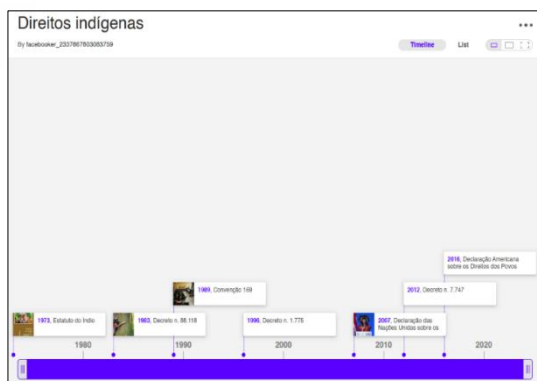 Direitos indígenas
By facebooker_2337867803083759
Timeline List
2016, Declaração Americana
sobre os Direitos dos Povos
1989, Convenção 169
2012, Decreto n. 7.747
1973, Estatuto do Índio
1983, Decreto n. 88.118
1996, Decreto n. 1.775
2007, Declaração das
Nações Unidas sobre os
1980 1990 2000 2010 2020